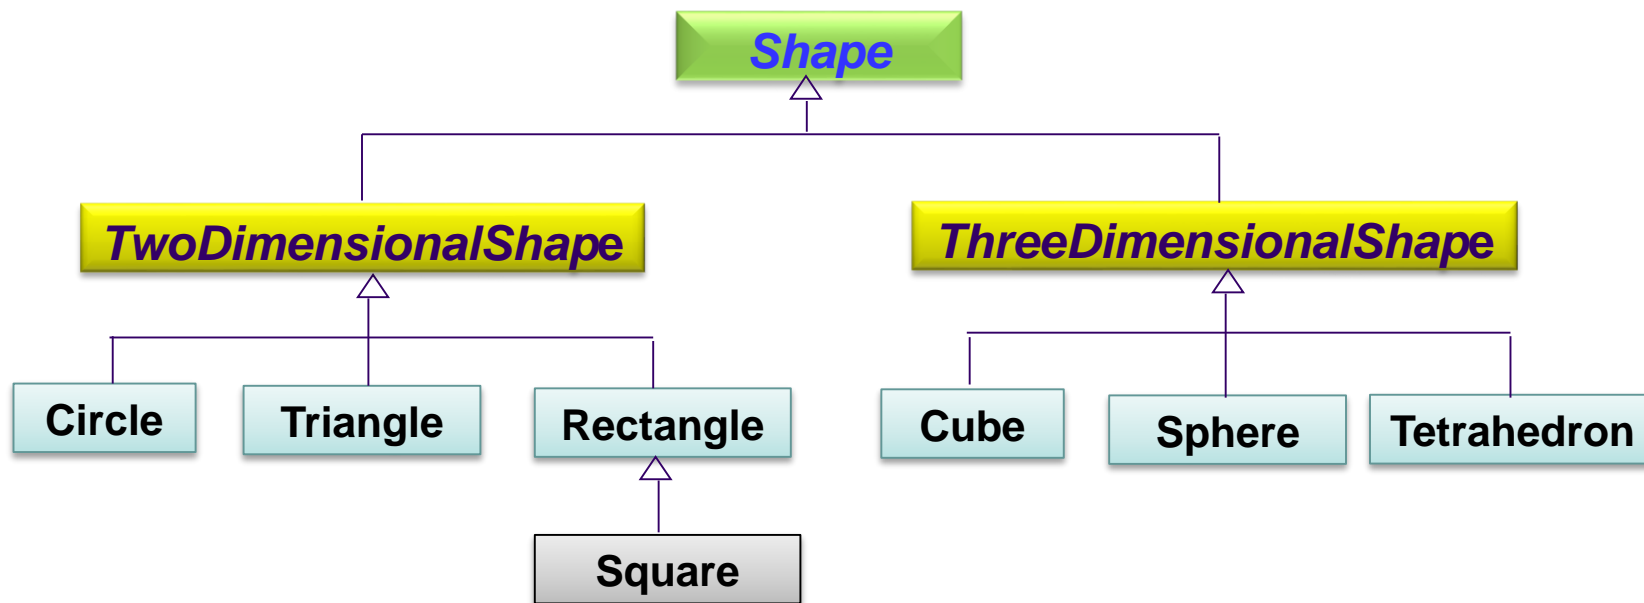 Shape
TwoDimensionalShape
ThreeDimensionalShape
Circle
Triangle
Rectangle
Cube
Sphere
Tetrahedron
Square